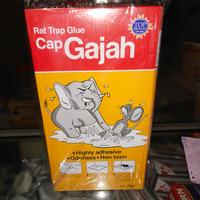 Rat Trap Glue
Cap
Gajah
TOP
• Highly adhesive
• Odorless • Non toxic